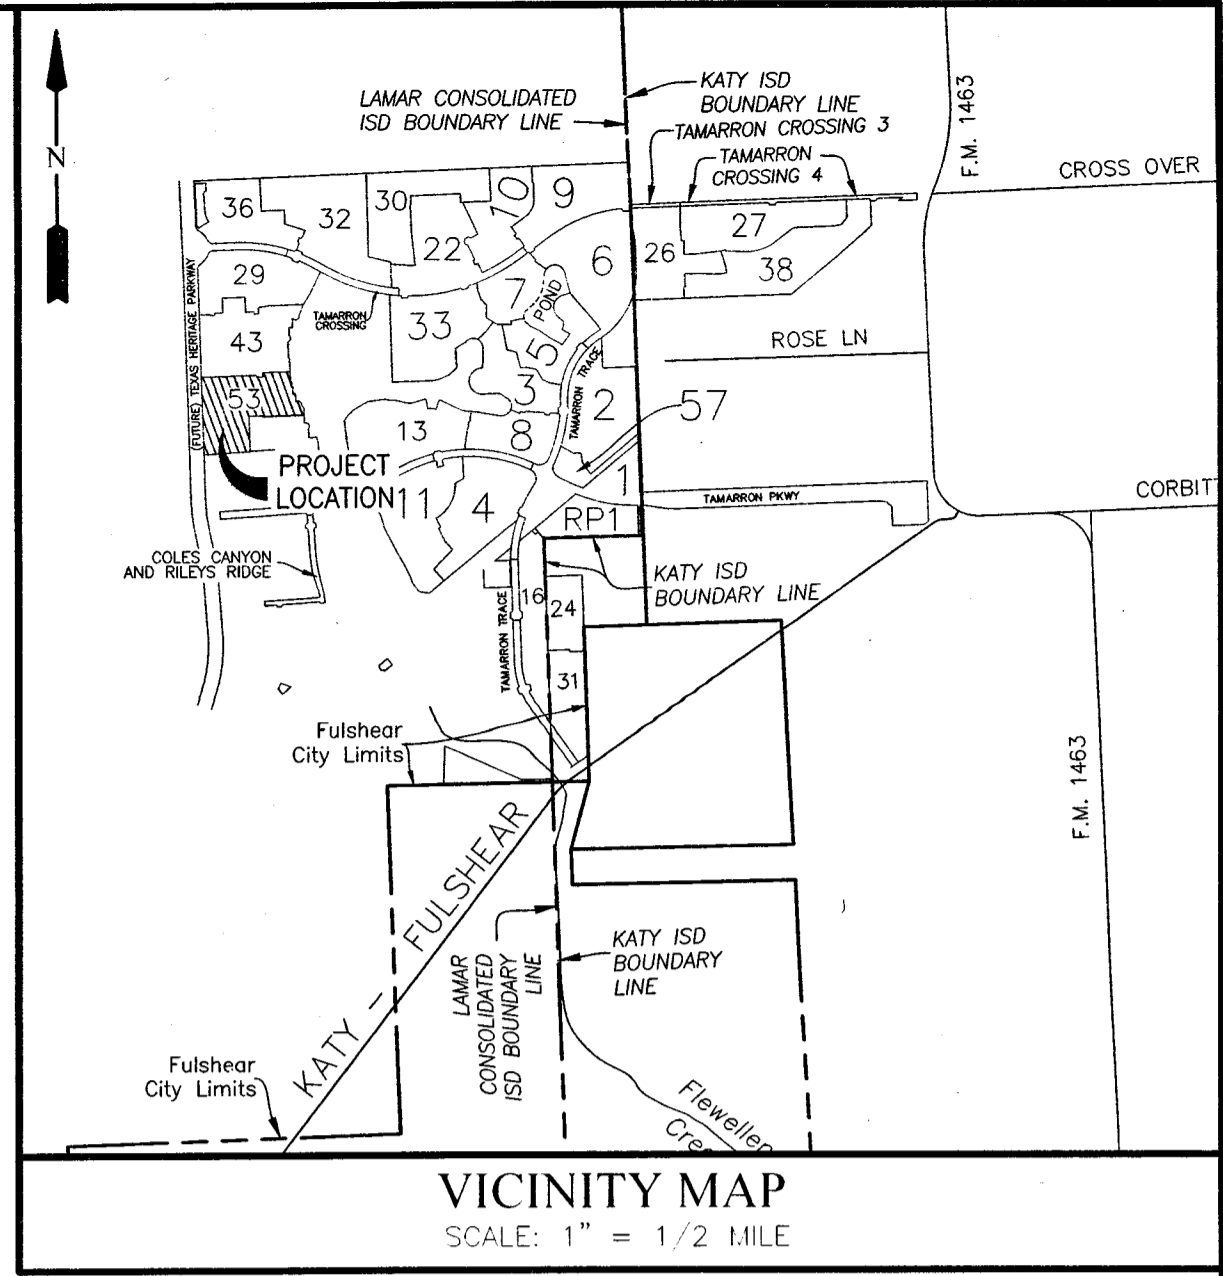 N
LAMAR CONSOLIDATED
ISD BOUNDARY LINE
KATY ISD
BOUNDARY LINE
TAMARRON CROSSING 3
TAMARRON
CROSSING 4
F.M. 1463
CROSS OVER
36
32
30
10
9
22
27
26
38
6
29
7
POND
TAMARRON
CROSSING
33
43
5
ROSE LN
(FUTURE) TEXAS HERITAGE PARKWAY
TAMARRON TRACE
3
2
57
53
13
8
PROJECT
LOCATION
11
4
1
TAMARRON PKWY
CORBIT
RP1
COLES CANYON
AND RILEYS RIDGE
KATY ISD
BOUNDARY LINE
16
24
TAMARRON TRACE
31
Fulshear
City Limits
F.M. 1463
KATY – FULSHEAR
LAMAR
CONSOLIDATED
ISD BOUNDARY
LINE
KATY ISD
BOUNDARY
LINE
Fulshear
City Limits
Flewellen
Cree
VICINITY MAP
SCALE: 1" = 1/2 MILE